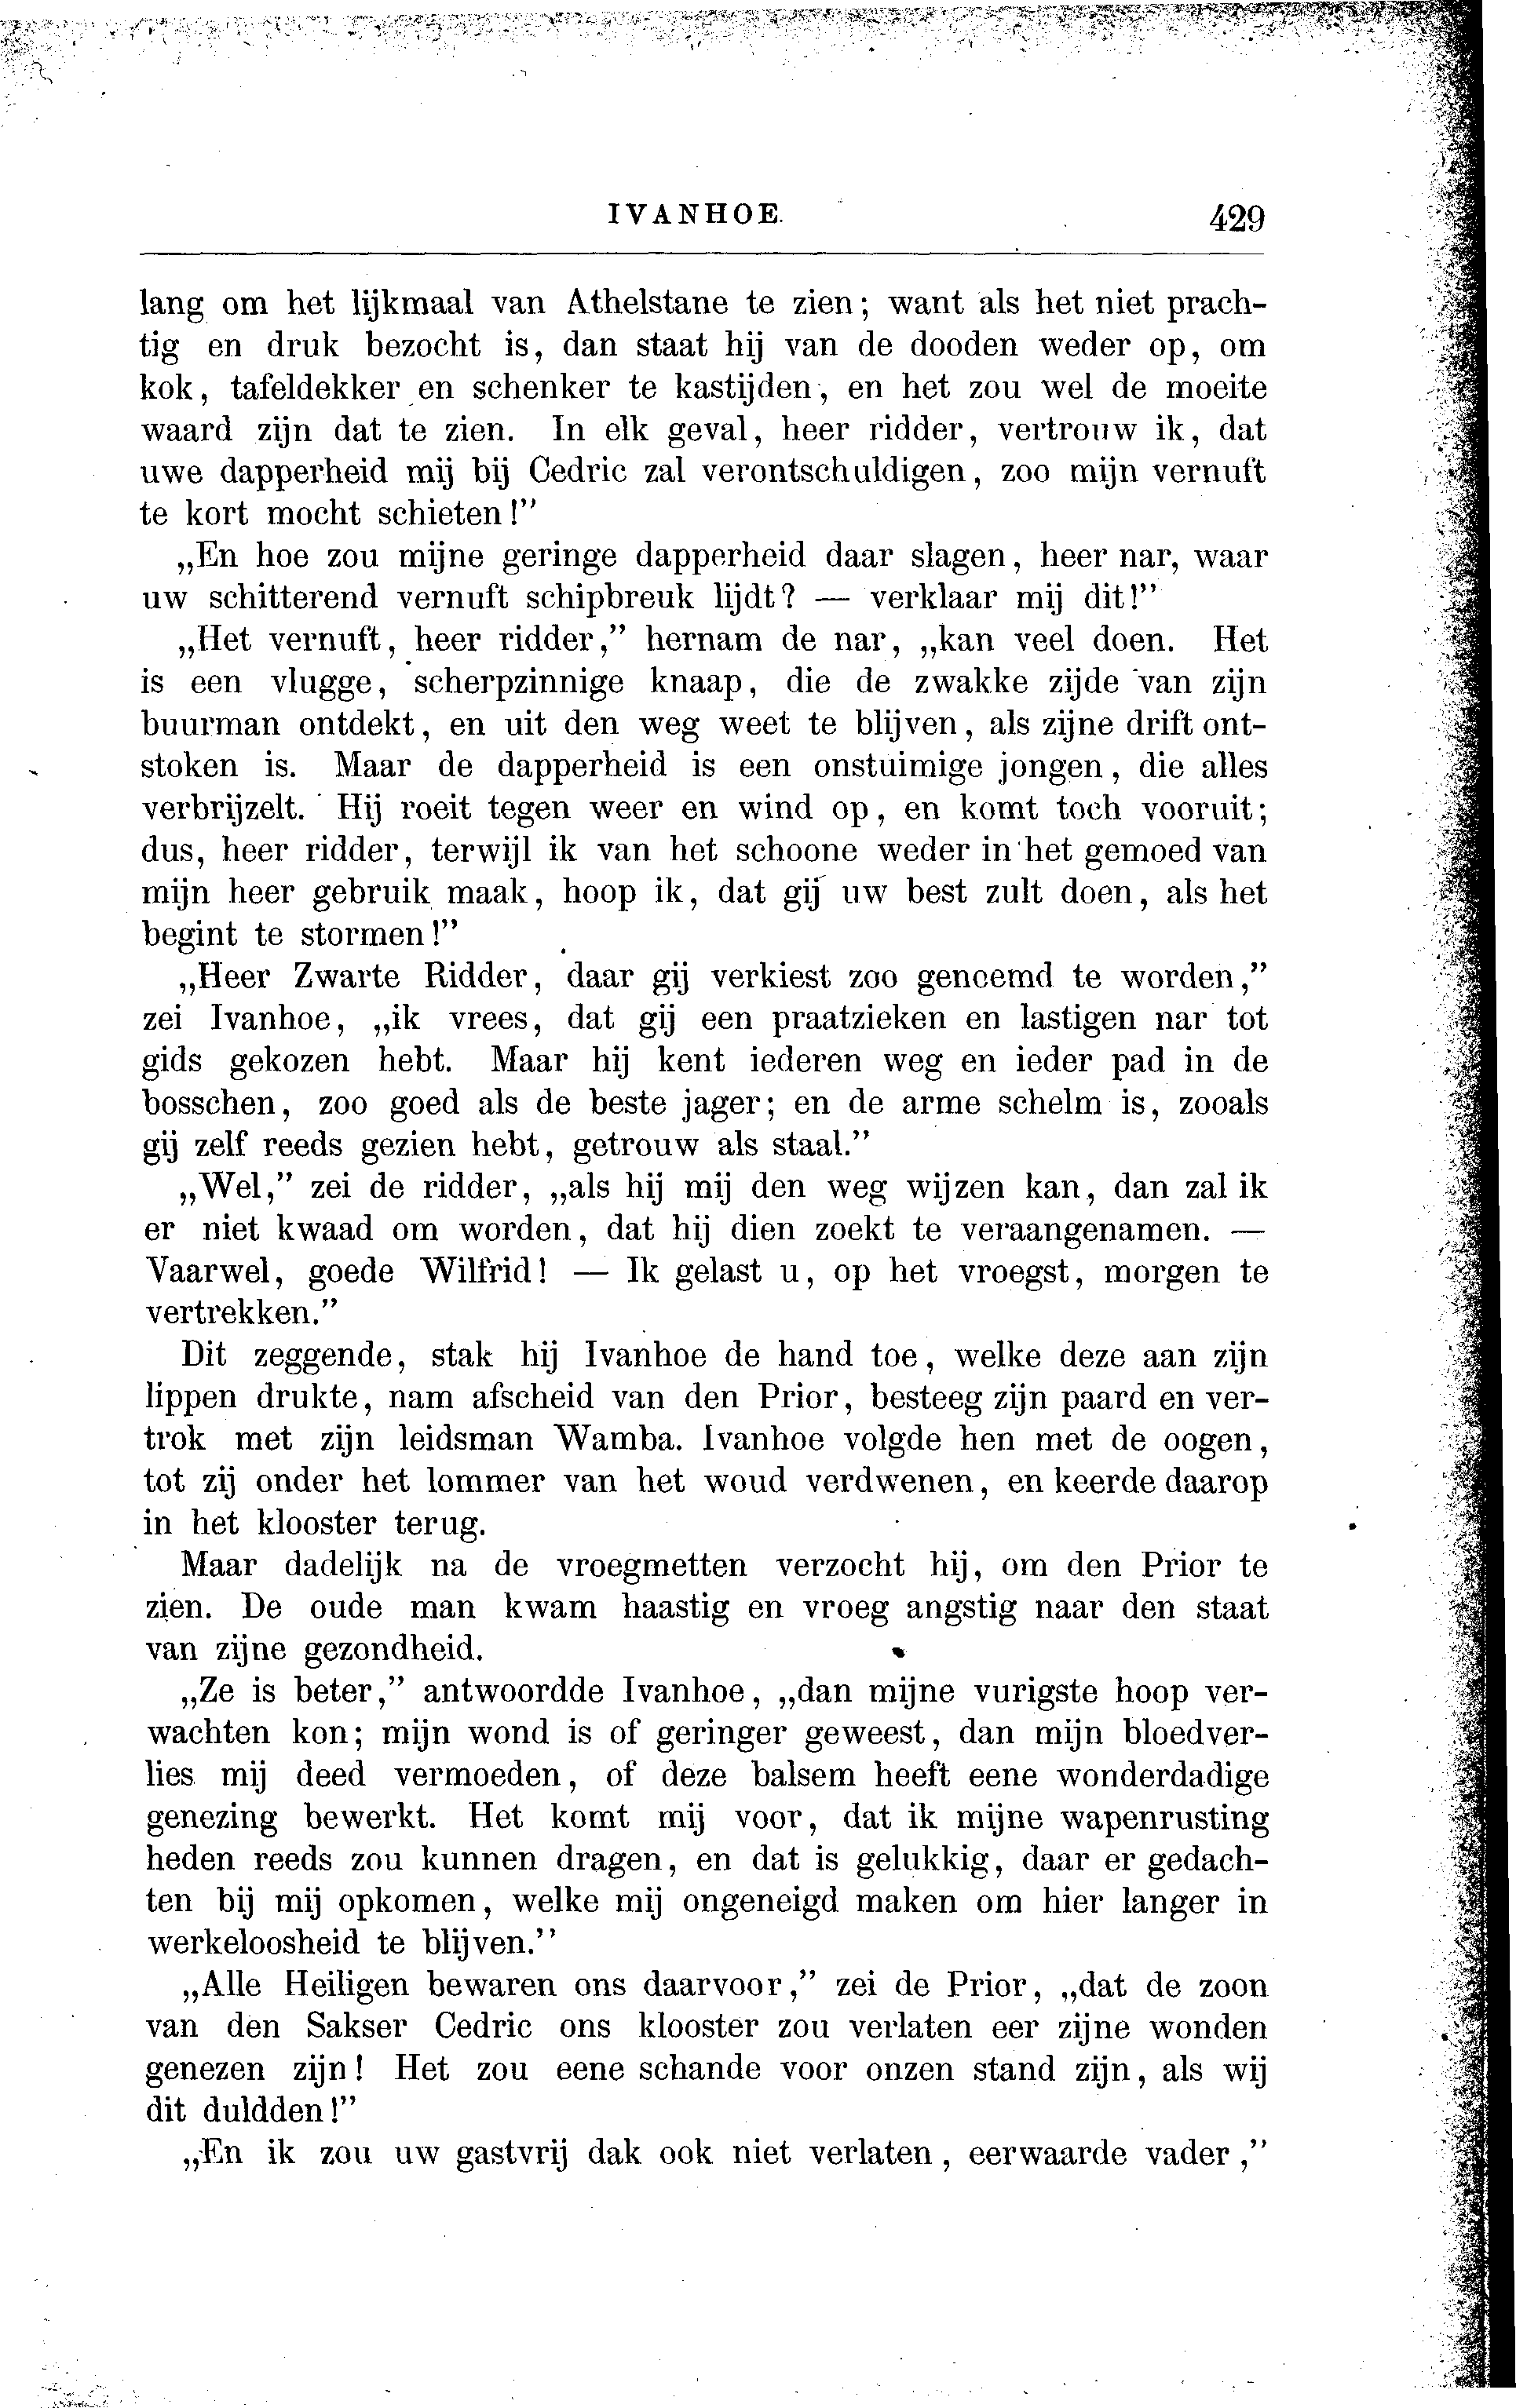 IVANHOE. 429
lang om het lijkmaal van Athelstane te zien; want als het niet prach-
tig en druk bezocht is, dan staat hij van de dooden weder op, om
kok, tafeldekker en schenker te kastijden, en het zou wel de moeite
waard zijn dat te zien. In elk geval, heer ridder, vertrouw ik, dat
uwe dapperheid mij bij Cedric zal verontschuldigen, zoo mijn vernuft
te kort mocht schieten!”
„En hoe zou mijne geringe dapperheid daar slagen, heer nar, waar
uw schitterend vernuft schipbreuk lijdt? — verklaar mij dit!”
„Het vernuft, heer ridder,” hernam de nar, „kan veel doen. Het
is een vlugge, scherpzinnige knaap, die de zwakke zijde van zijn
buurman ontdekt, en uit den weg weet te blijven, als zijne drift ont-
stoken is. Maar de dapperheid is een onstuimige jongen, die alles
verbrijzelt. Hij roeit tegen weer en wind op, en komt toch vooruit;
dus, heer ridder, terwijl ik van het schoone weder in het gemoed van
mijn heer gebruik maak, hoop ik, dat gij uw best zult doen, als het
begint te stormen!”
„Heer Zwarte Ridder, daar gij verkiest zoo genoemd te worden,”
zei Ivanhoe, „ik vrees, dat gij een praatzieken en lastigen nar tot
gids gekozen hebt. Maar hij kent iederen weg en ieder pad in de
bosschen, zoo goed als de beste jager; en de arme schelm is, zooals
gij zelf reeds gezien hebt, getrouw als staal.”
„Wel,” zei de ridder, „als hij mij den weg wijzen kan, dan zal ik
er niet kwaad om worden, dat hij dien zoekt te veraangenamen. —
Vaarwel, goede Wilfrid! — Ik gelast u, op het vroegst, morgen te
vertrekken.”
Dit zeggende, stak hij Ivanhoe de hand toe, welke deze aan zijn
lippen drukte, nam afscheid van den Prior, besteeg zijn paard en ver-
trok met zijn leidsman Wamba. Ivanhoe volgde hen met de oogen,
tot zij onder het lommer van het woud verdwenen, en keerde daarop
in het klooster terug.
Maar dadelijk na de vroegmetten verzocht hij, om den Prior te
zien. De oude man kwam haastig en vroeg angstig naar den staat
van zijne gezondheid.
„Ze is beter,” antwoordde Ivanhoe, „dan mijne vurigste hoop ver-
wachten kon; mijn wond is of geringer geweest, dan mijn bloedver-
lies mij deed vermoeden, of deze balsem heeft eene wonderdadige
genezing bewerkt. Het komt mij voor, dat ik mijne wapenrusting
heden reeds zou kunnen dragen, en dat is gelukkig, daar er gedach-
ten bij mij opkomen, welke mij ongeneigd maken om hier langer in
werkeloosheid te blijven.”
„Alle Heiligen bewaren ons daarvoor,” zei de Prior, „dat de zoon
van den Sakser Cedric ons klooster zou verlaten eer zijne wonden
genezen zijn! Het zou eene schande voor onzen stand zijn, als wij
dit duldden!”
„En ik zou uw gastvrij dak ook niet verlaten, eerwaarde vader,”